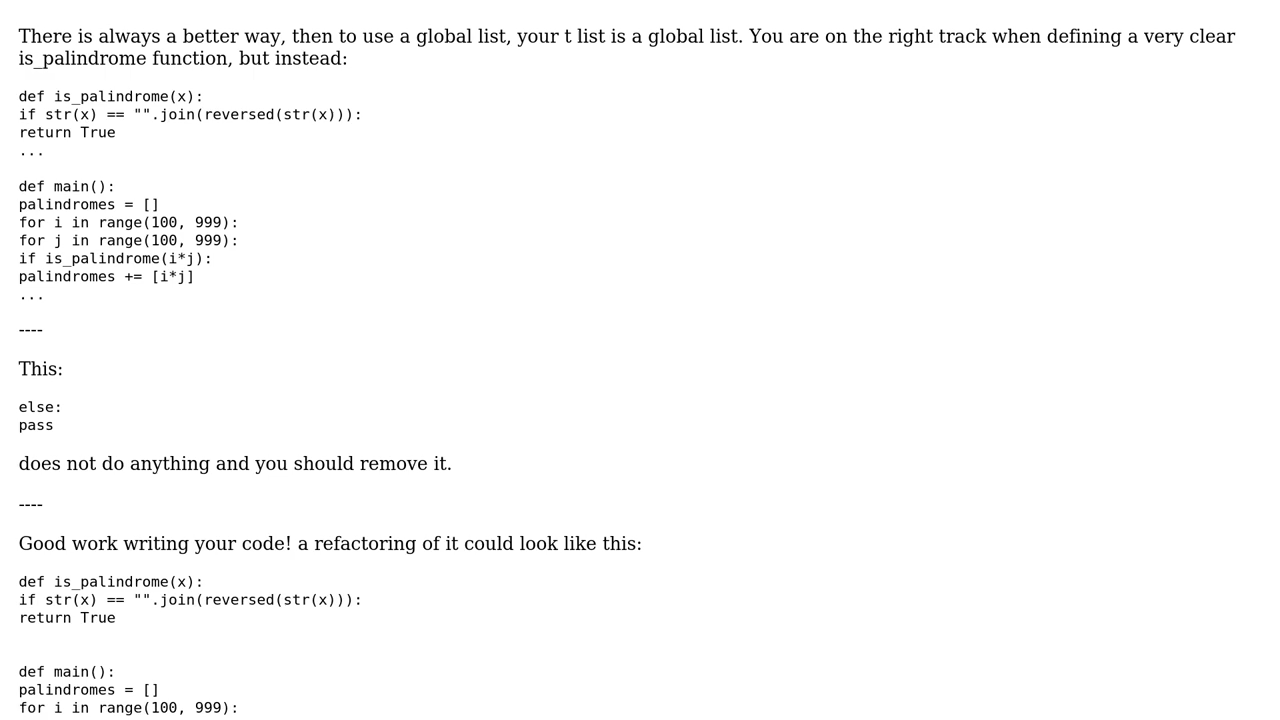 There is always a better way, then to use a global list, your t list is a global list. You are on the right track when defining a very clear
is_palindrome function, but instead:
def is_palindrome(x):
if str(x) == "".join(reversed(str(x))):
return True
...
def main():
palindromes = []
for i in range(100, 999):
for j in range(100, 999):
if is_palindrome(i*j):
palindromes += [i*j]
...
----
This:
else:
pass
does not do anything and you should remove it.
----
Good work writing your code! a refactoring of it could look like this:
def is_palindrome(x):
if str(x) == "".join(reversed(str(x))):
return True
def main():
palindromes = []
for i in range(100, 999):